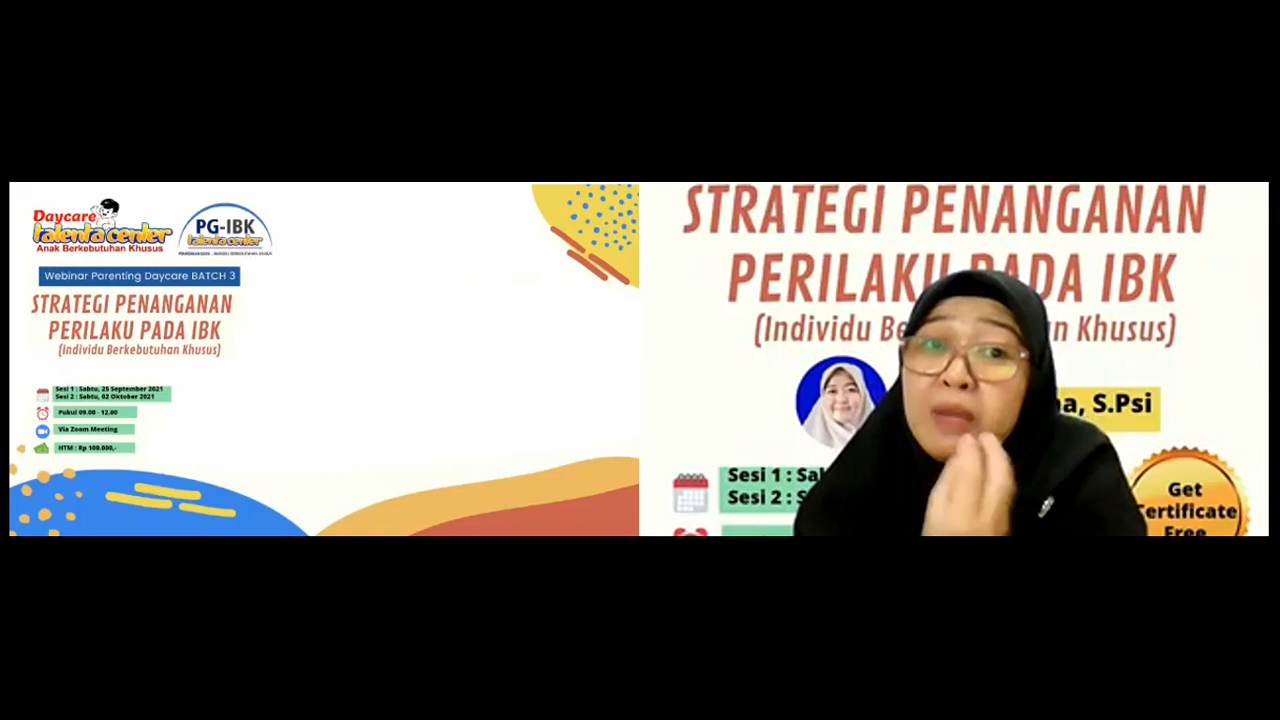 Daycare
talenta center
Anak Berkebutuhan Khusus
PG-IBK
talenta center
Webinar Parenting Daycare BATCH 3
STRATEGI PENANGANAN
PERILAKU PADA IBK
(Individu Berkebutuhan Khusus)
Sesi 1 : Sabtu, 25 September 2021
Sesi 2 : Sabtu, 02 Oktober 2021
Pukul 09.00 - 12.00
Via Zoom Meeting
HTM : Rp 100.000,-
STRATEGI PENANGANAN
PERILAKU PADA IBK
(Individu Be an Khusus)
na, S.Psi
Sesi 1 : Sa
Sesi 2 : S
Get
Certificate
Free